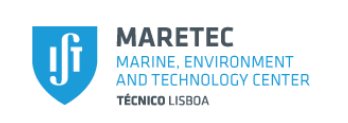 IST
MARETEC
MARINE, ENVIRONMENT
AND TECHNOLOGY CENTER
TÉCNICO LISBOA